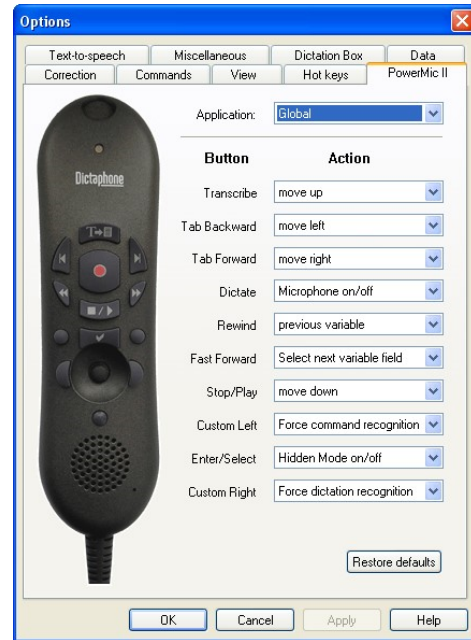 Options
Text-to-speech Miscellaneous Dictation Box Data
Correction Commands View Hot keys PowerMic II
Application: Global
Dictaphone
Button Action
Transcribe move up
Tab Backward move left
Tab Forward move right
Dictate Microphone on/off
Rewind previous variable
Fast Forward Select next variable field
Stop/Play move down
Custom Left Force command recognition
Enter/Select Hidden Mode on/off
Custom Right Force dictation recognition
Restore defaults
OK Cancel Apply Help